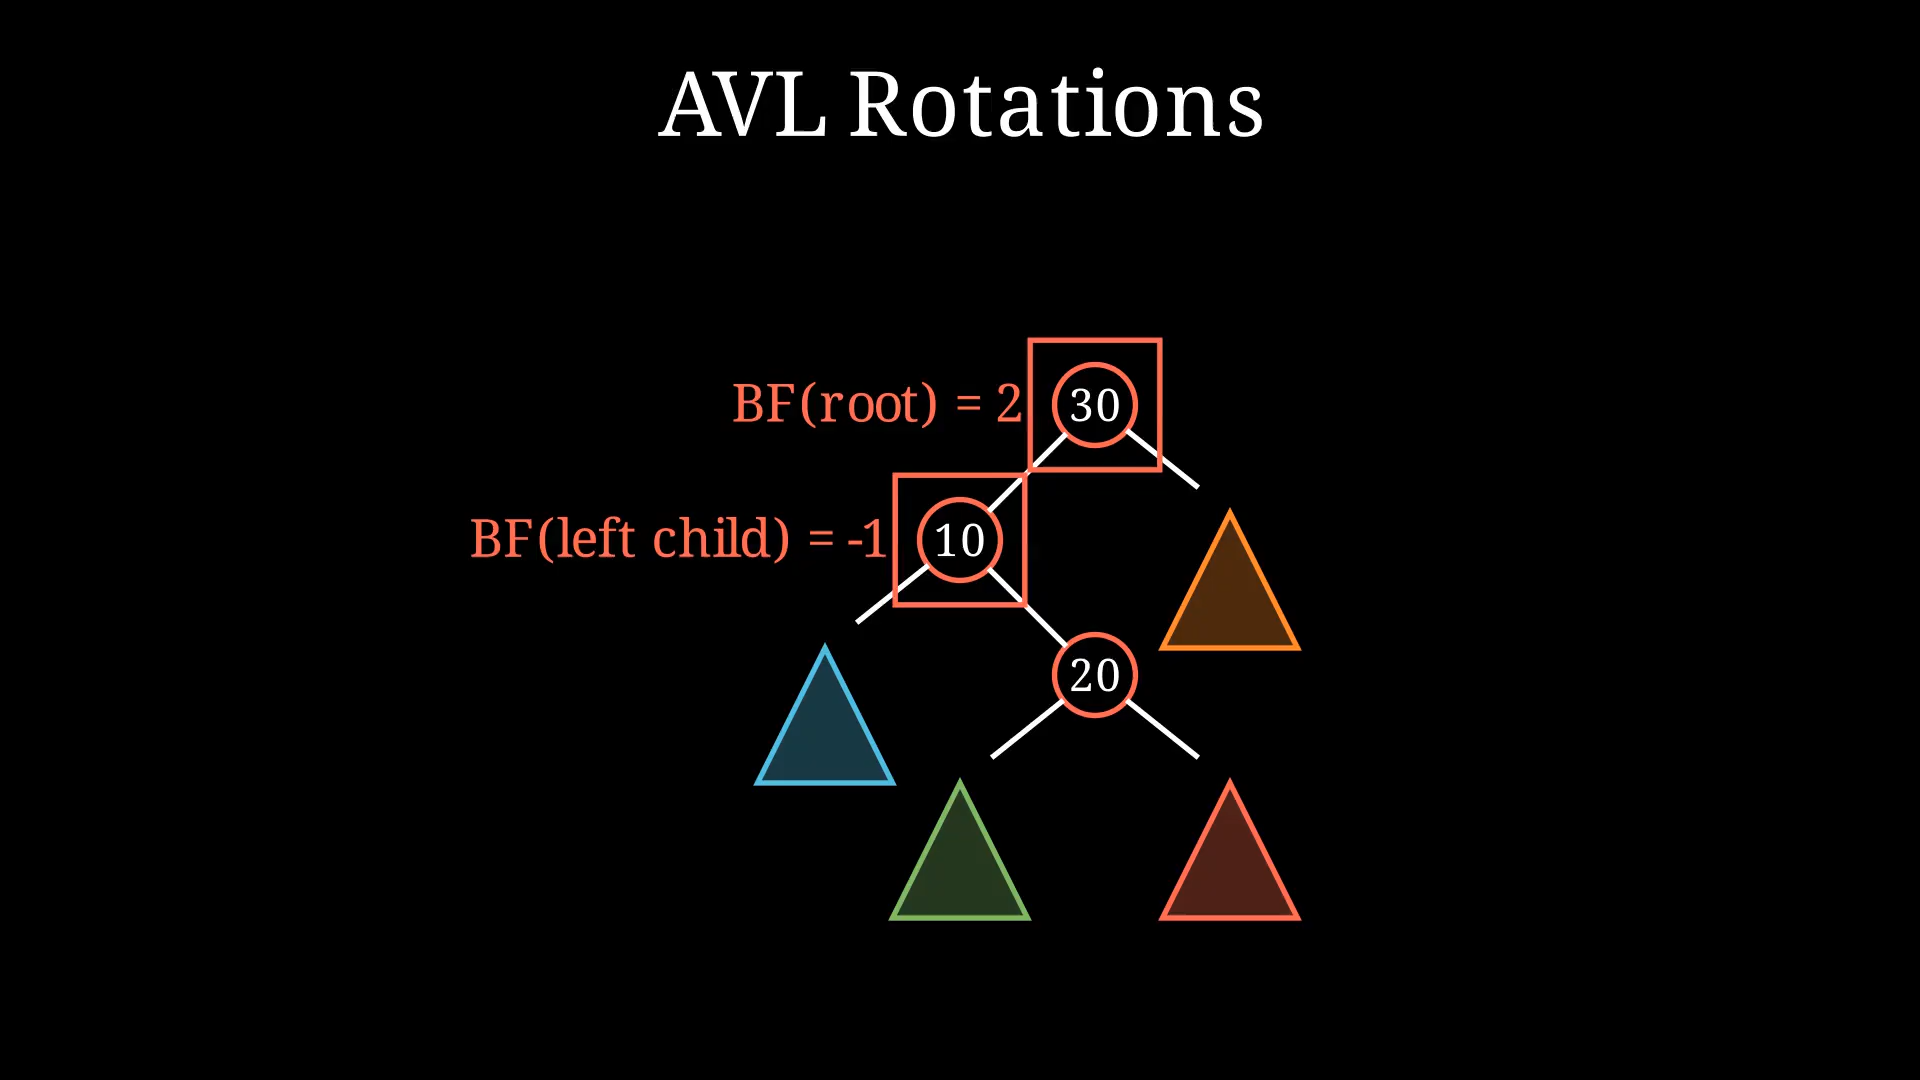 AVL Rotations
BF(root) = 2
30
BF(left child) = -1
10
20